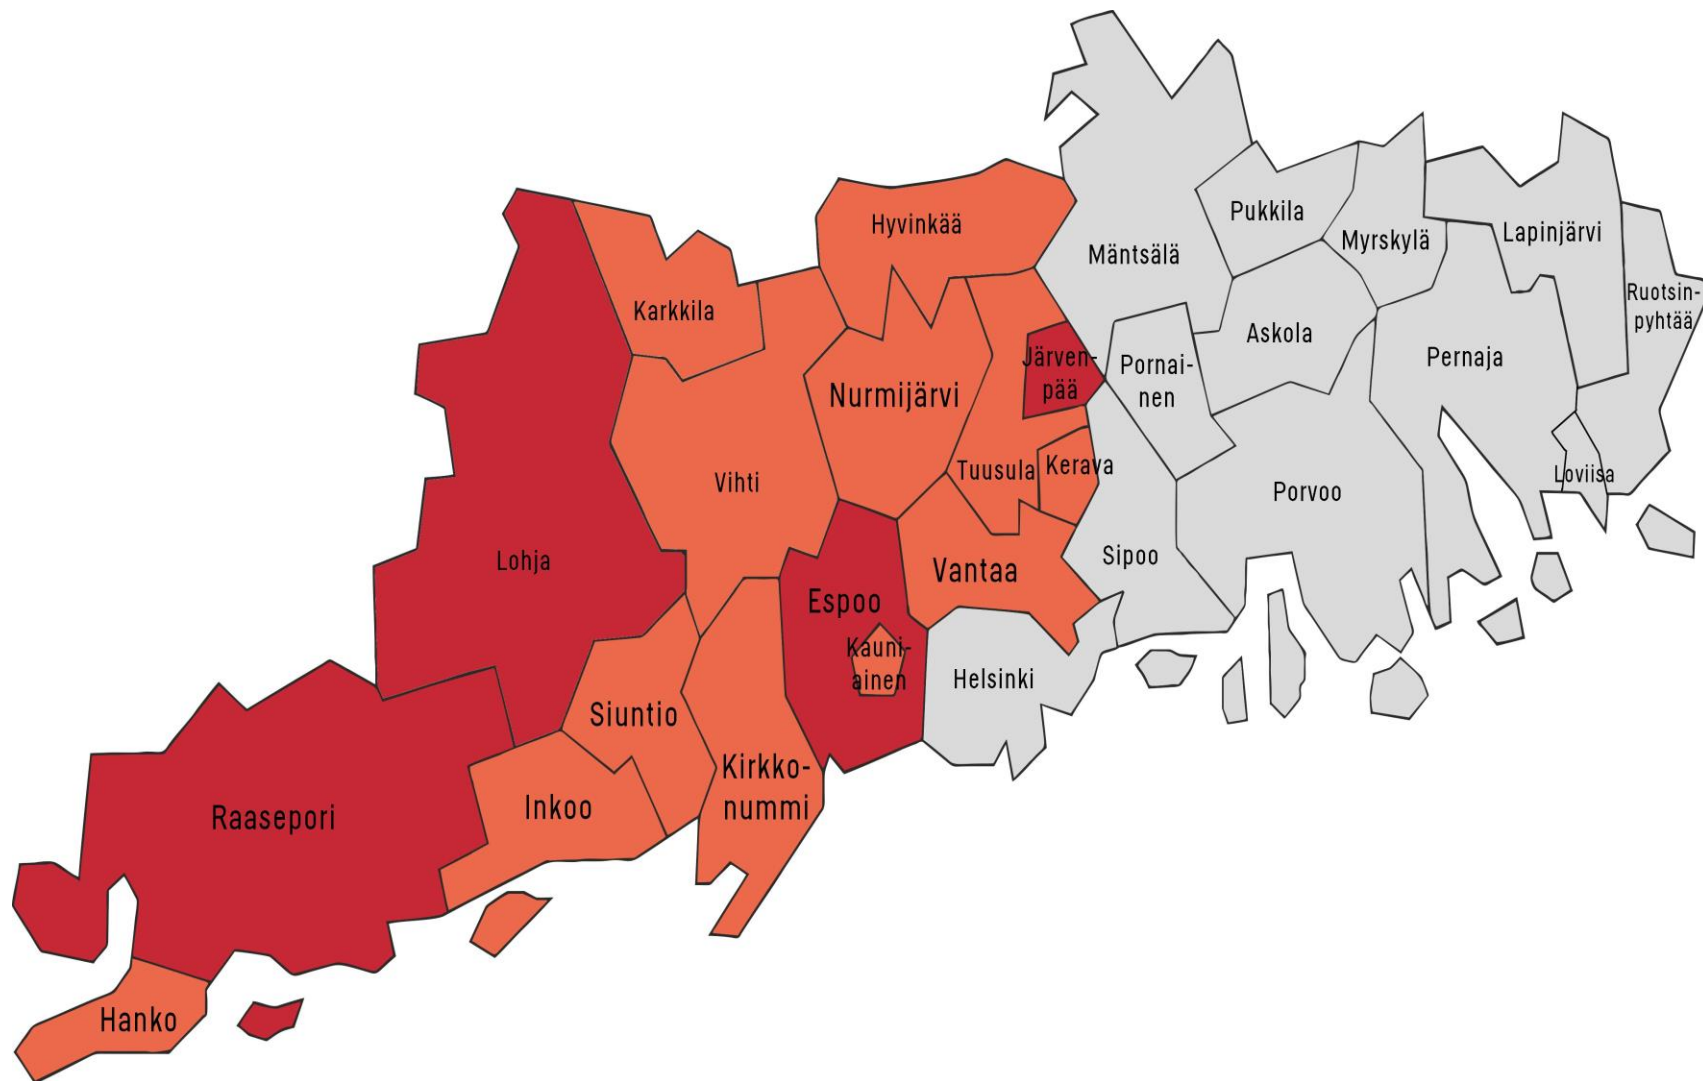 Pukkila
Hyvinkää
Lapinjärvi
Myrskylä
Mäntsälä
Ruotsin-
pyhtää
Karkkila
Askola
Järven-
pää
Pornai-
nen
Pernaja
Nurmijärvi
Tuusula
Kerava
Loviisa
Vihti
Porvoo
Lohja
Sipoo
Vantaa
Espoo
Kauni-
ainen
Helsinki
Siuntio
Kirkko-
nummi
Inkoo
Raasepori
Hanko